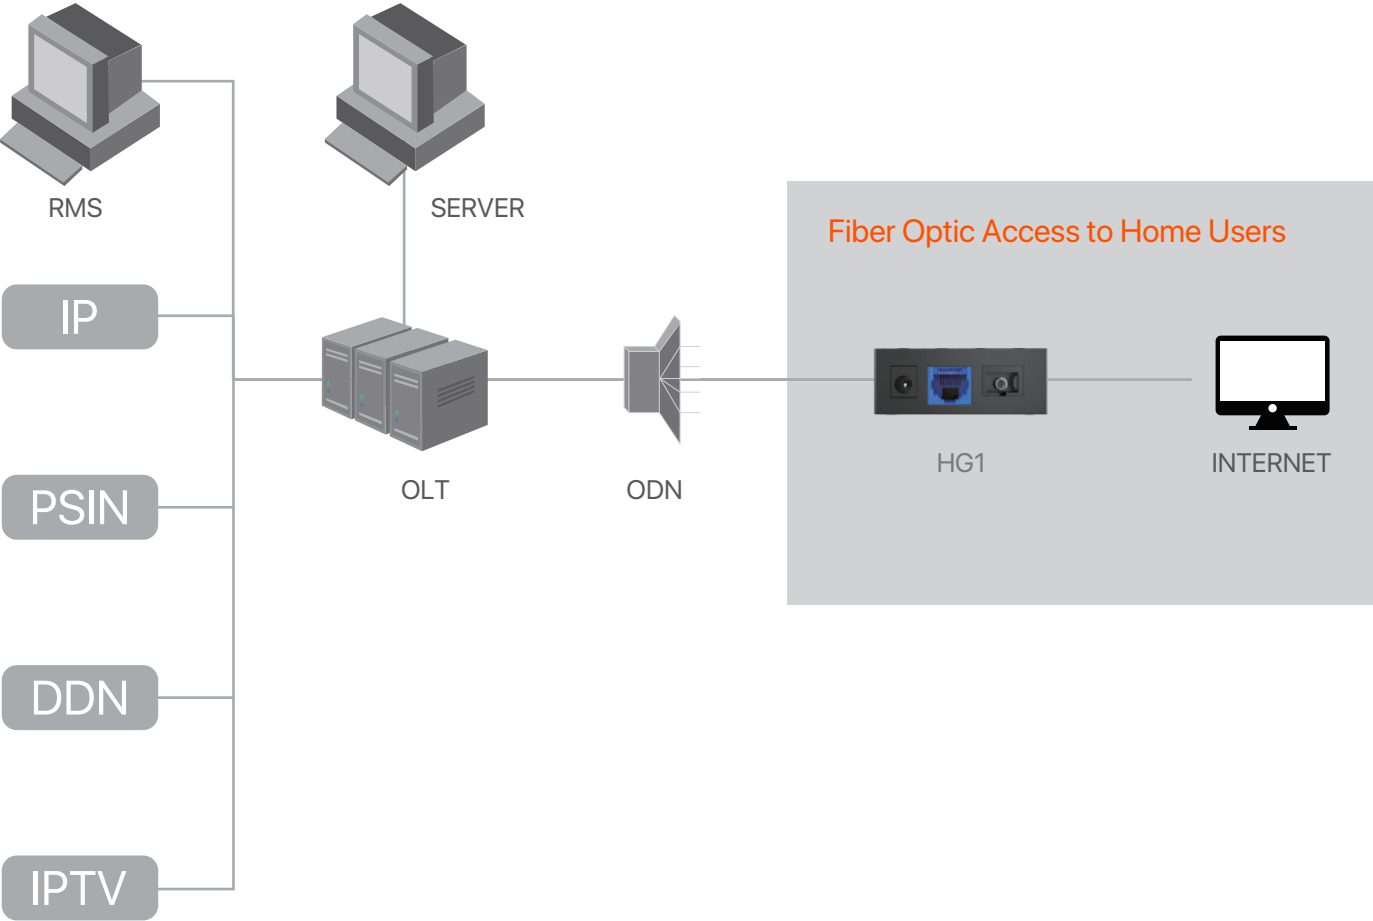 RMS
SERVER
Fiber Optic Access to Home Users
IP
HG1
INTERNET
OLT
ODN
PSIN
DDN
IPTV